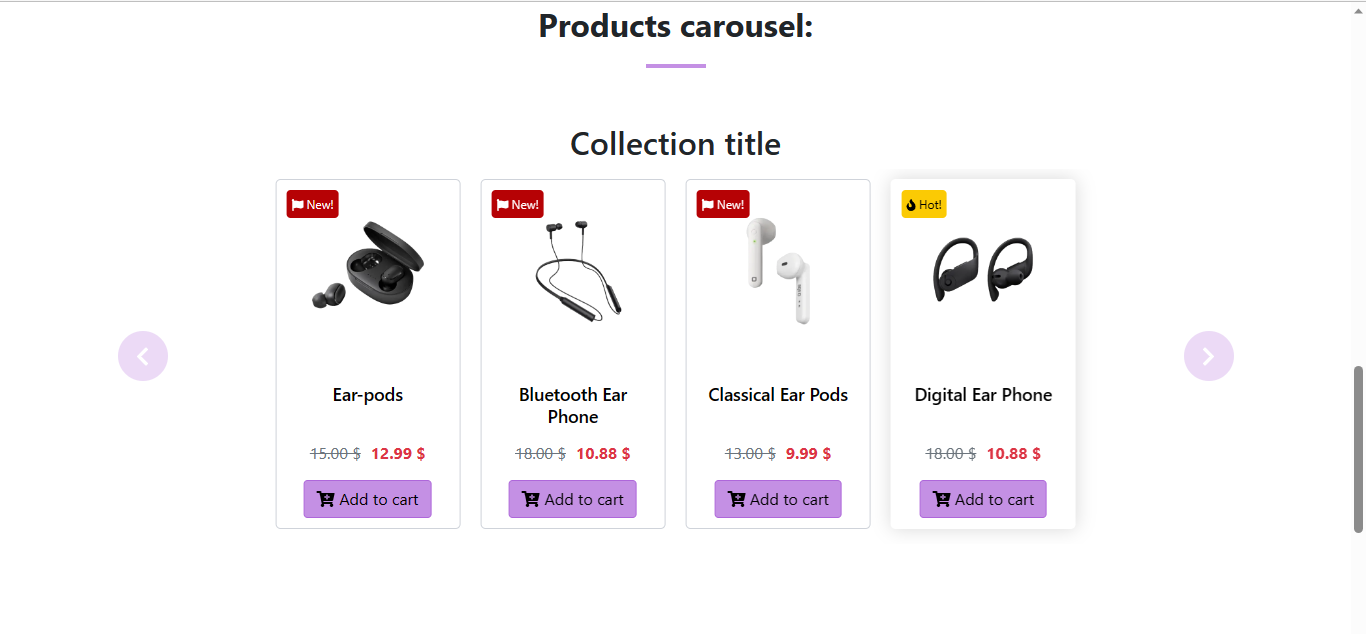 Products carousel:
Collection title
New!
New!
New!
Hot!
Ear-pods
Bluetooth Ear
Phone
Classical Ear Pods
Digital Ear Phone
15.00 $ 12.99 $
18.00 $ 10.88 $
13.00 $ 9.99 $
18.00 $ 10.88 $
Add to cart
Add to cart
Add to cart
Add to cart